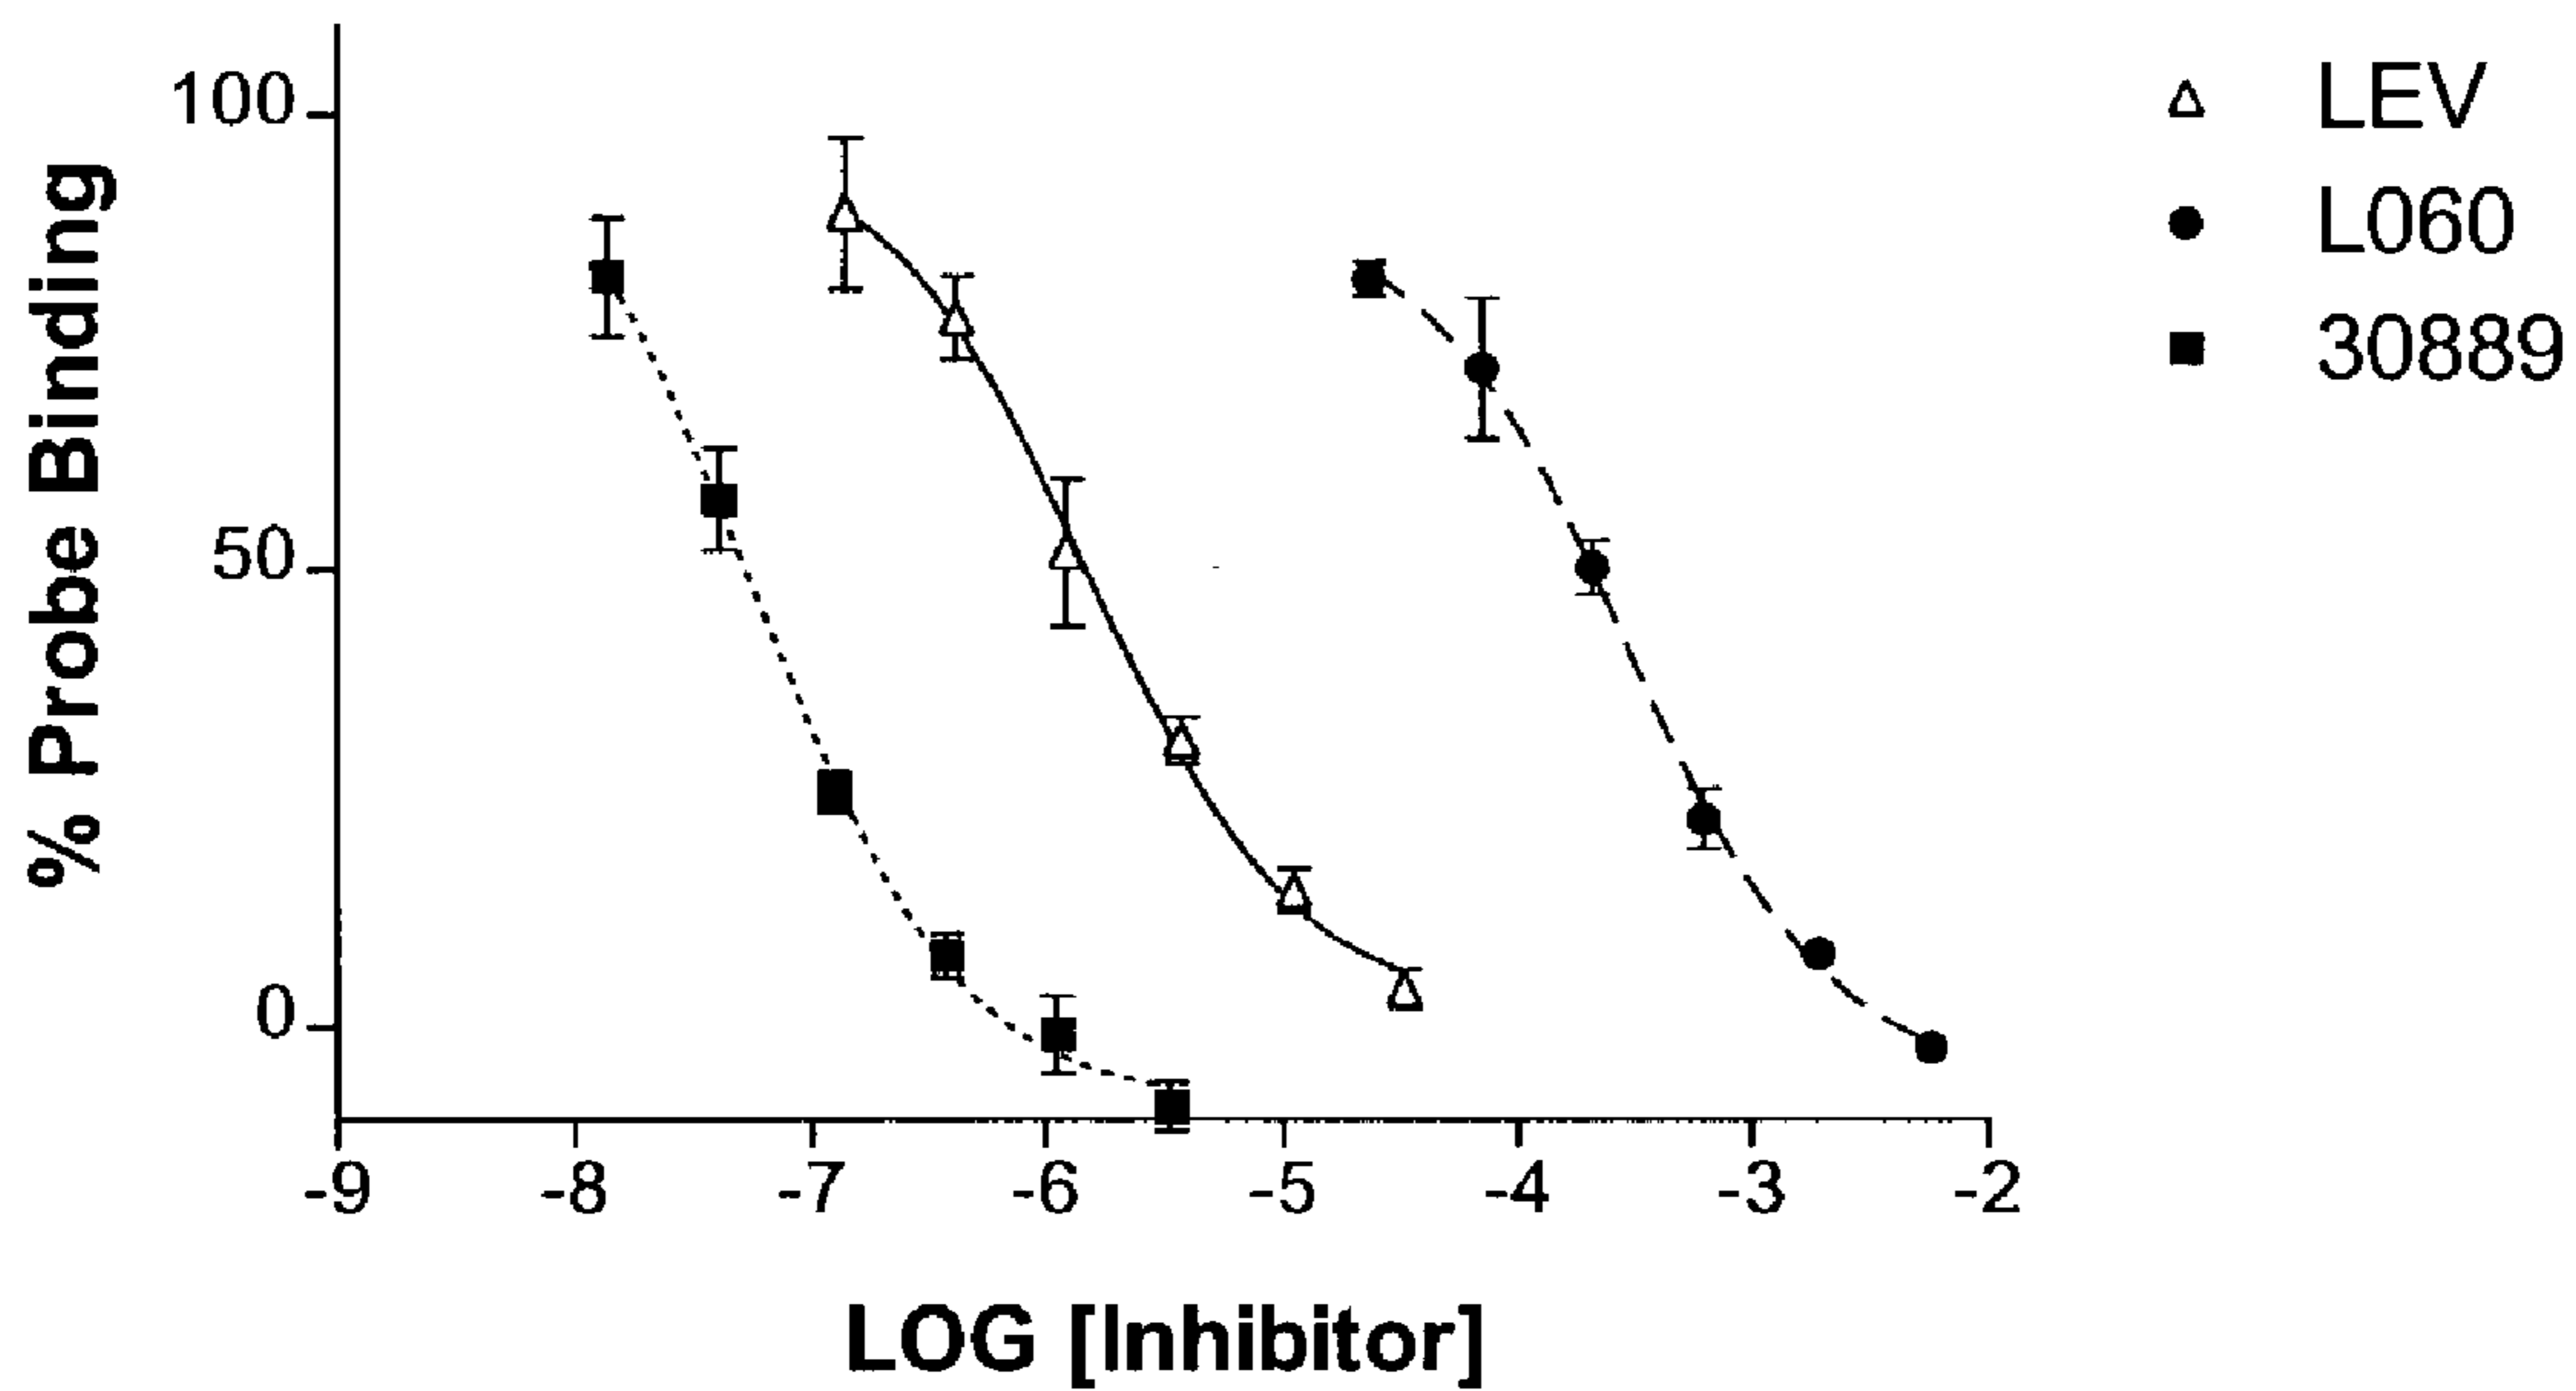 % Probe Binding
100
50
0
-9 -8 -7 -6 -5 -4 -3 -2
LOG [Inhibitor]
LEV
L060
30889